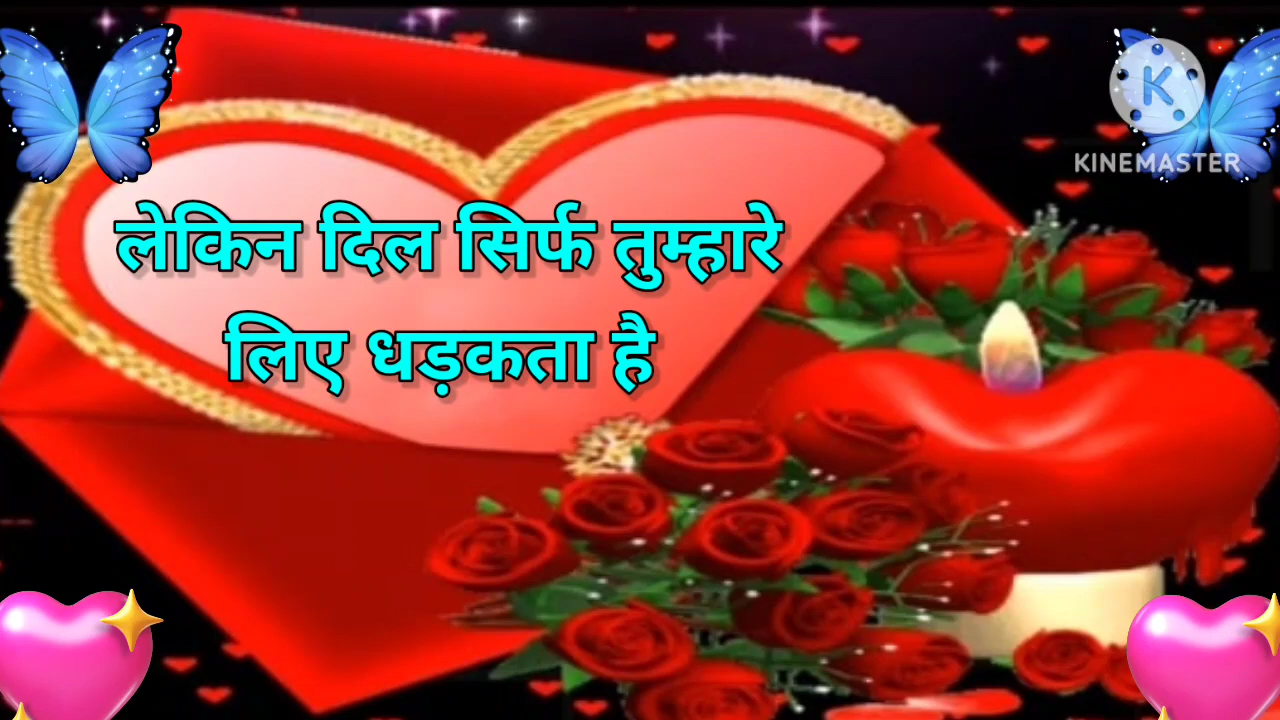 KINEMASTER
लेकिन दिल सिर्फ तुम्हारे
लिए धड़कता है